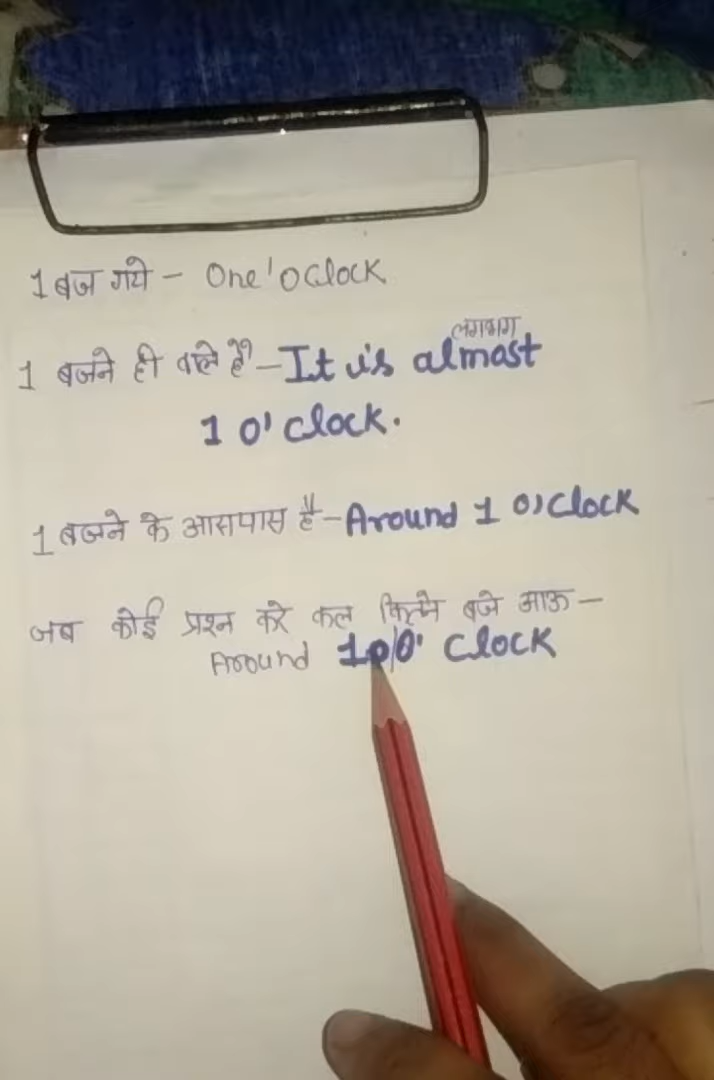 1 बज गये - One'oclock
लगभग
1 बजने ही वाले हैं - It is almost
1 o'clock.
1 बजने के आसपास है - Around 1 o'clock
जब कोई प्रश्न करे कल कितने बजे आऊ -
Around 10 o' clock